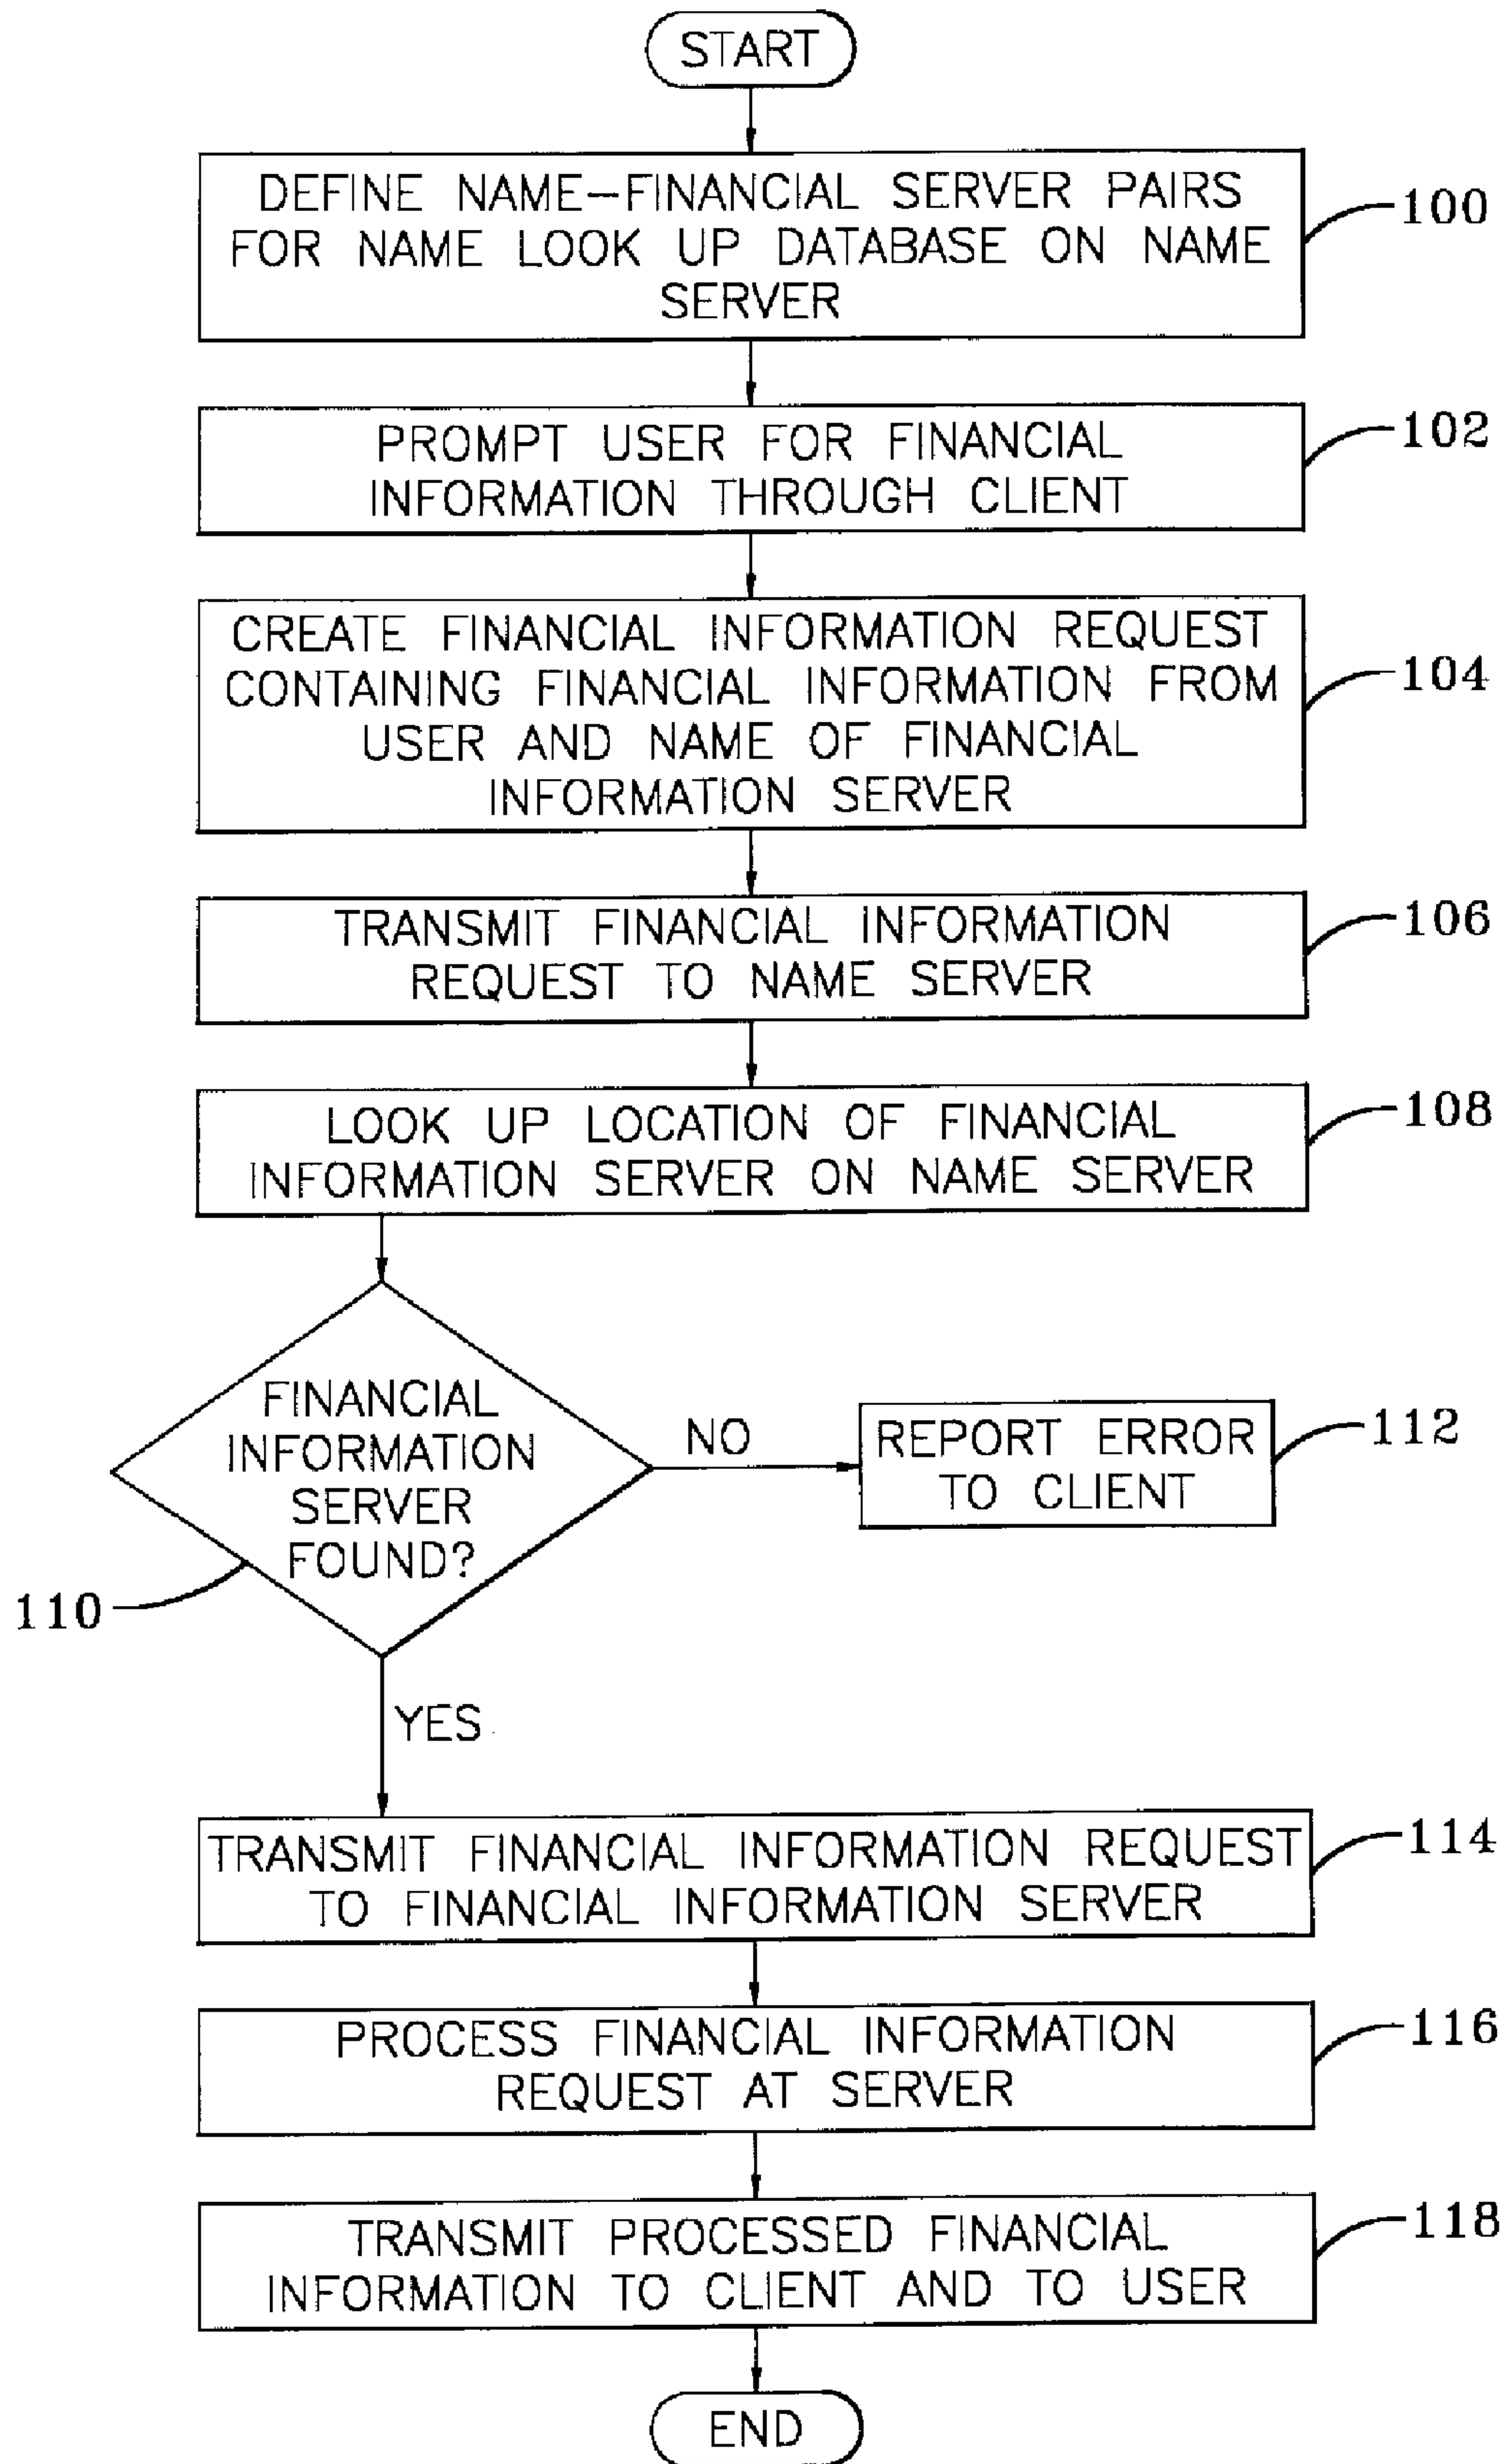 START
DEFINE NAME-FINANCIAL SERVER PAIRS
FOR NAME LOOK UP DATABASE ON NAME
SERVER
100
PROMPT USER FOR FINANCIAL
INFORMATION THROUGH CLIENT
102
CREATE FINANCIAL INFORMATION REQUEST
CONTAINING FINANCIAL INFORMATION FROM
USER AND NAME OF FINANCIAL
INFORMATION SERVER
104
TRANSMIT FINANCIAL INFORMATION
REQUEST TO NAME SERVER
106
LOOK UP LOCATION OF FINANCIAL
INFORMATION SERVER ON NAME SERVER
108
FINANCIAL
INFORMATION
SERVER
FOUND?
110
NO
REPORT ERROR
TO CLIENT
112
YES
TRANSMIT FINANCIAL INFORMATION REQUEST
TO FINANCIAL INFORMATION SERVER
114
PROCESS FINANCIAL INFORMATION
REQUEST AT SERVER
116
TRANSMIT PROCESSED FINANCIAL
INFORMATION TO CLIENT AND TO USER
118
END